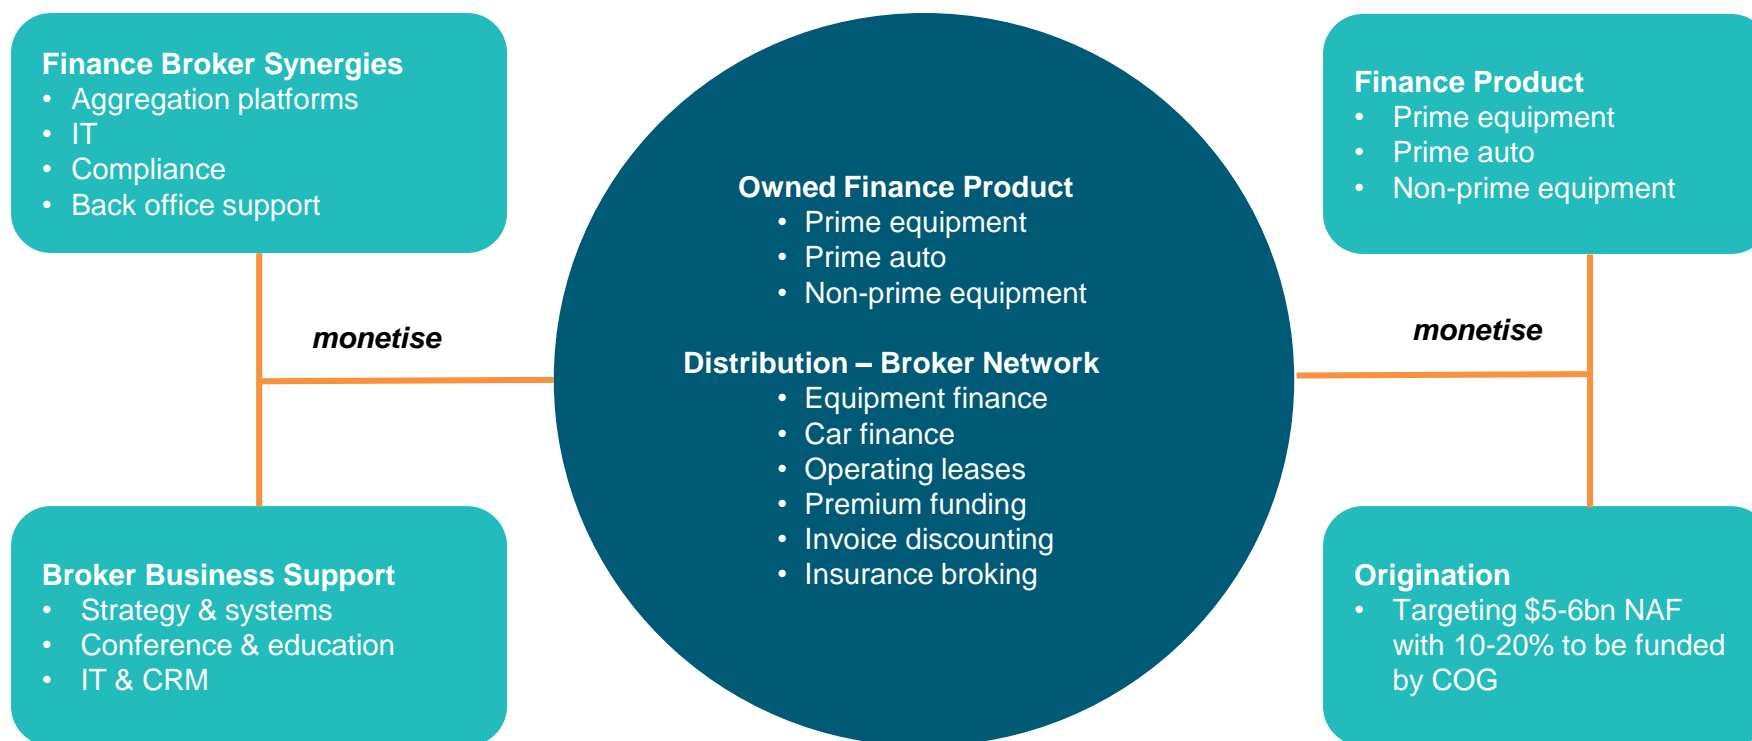 Finance Broker Synergies
• Aggregation platforms
• IT
• Compliance
• Back office support
monetise
Broker Business Support
• Strategy & systems
• Conference & education
• IT & CRM
Owned Finance Product
• Prime equipment
• Prime auto
• Non-prime equipment
Distribution – Broker Network
• Equipment finance
• Car finance
• Operating leases
• Premium funding
• Invoice discounting
• Insurance broking
Finance Product
• Prime equipment
• Prime auto
• Non-prime equipment
monetise
Origination
• Targeting $5-6bn NAF
with 10-20% to be funded
by COG